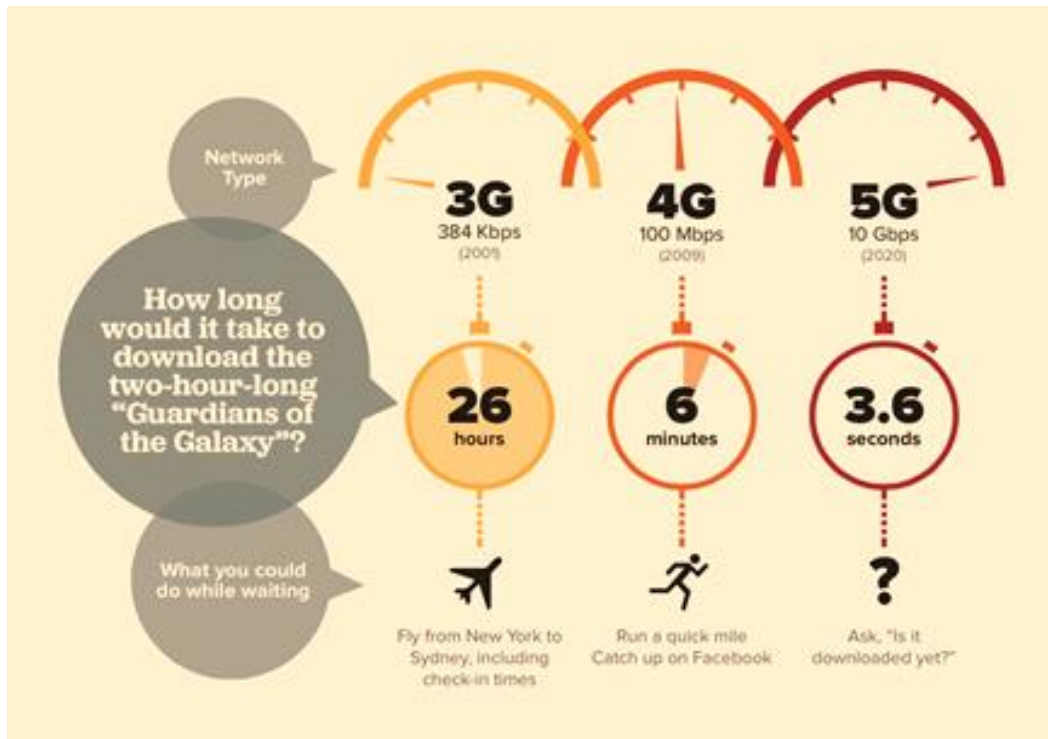 Network
Type
3G
384 Kbps
(2001)
4G
100 Mbps
(2009)
5G
10 Gbps
(2020)
How long
would it take to
download the
two-hour-long
“Guardians of
the Galaxy”?
26
hours
6
minutes
3.6
seconds
What you could
do while waiting
Fly from New York to
Sydney, including
check-in times
Run a quick mile
Catch up on Facebook
?
Ask, “Is it
downloaded yet?”